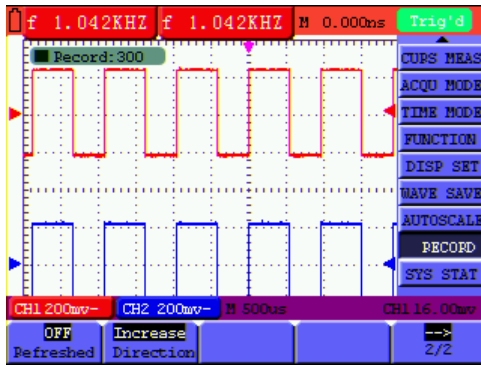 f 1.042KHZ f 1.042KHZ M 0.000ns Trig'd
Record:300
CURS MEAS
ACQU MODE
TIME MODE
FUNCTION
DISP SET
WAVE SAVE
AUTOSCALE
RECORD
SYS STAT
CH1 200mv- CH2 200mv- M 500us CH1 16.00mv
OFF Increase -->
Refreshed Direction 2/2